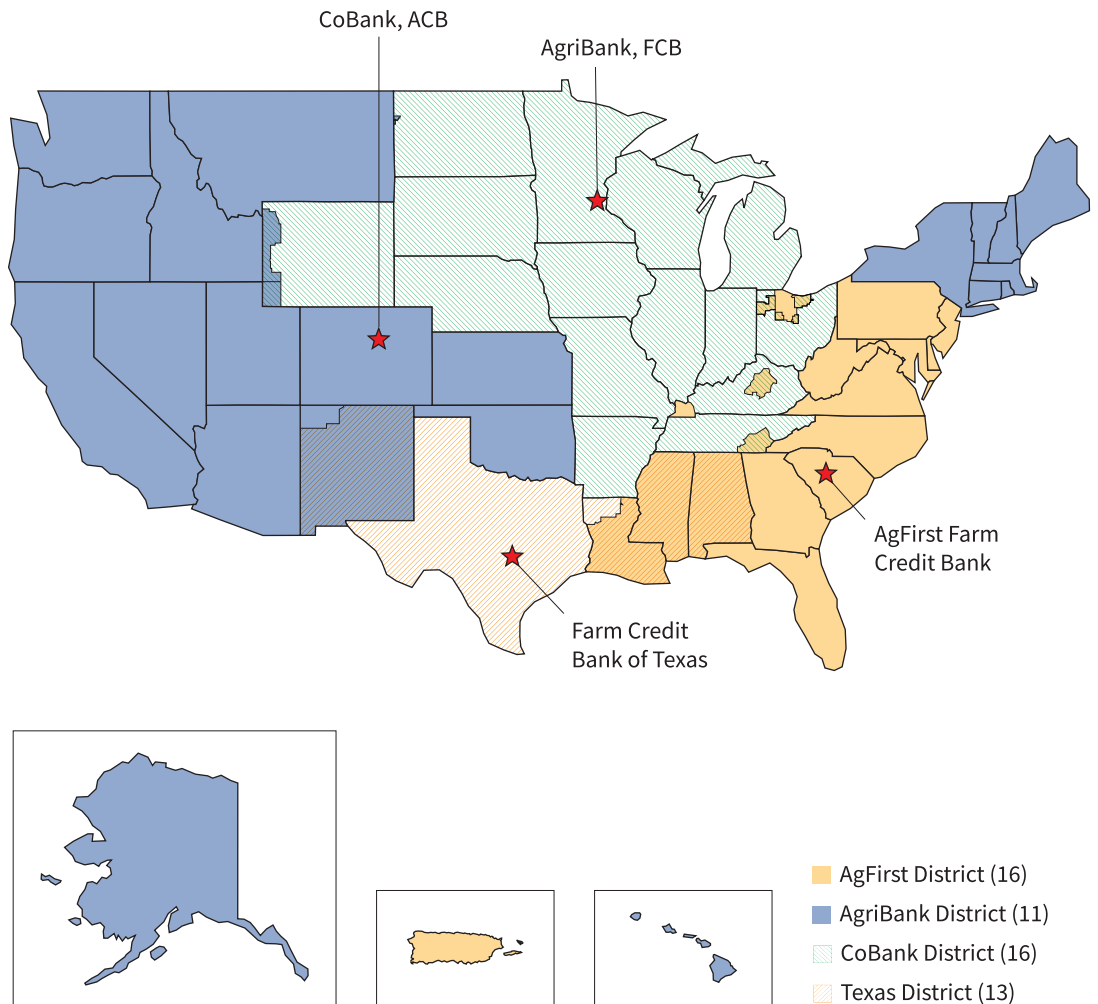 CoBank, ACB
AgriBank, FCB
AgFirst Farm
Credit Bank
Farm Credit
Bank of Texas
AgFirst District (16)
AgriBank District (11)
CoBank District (16)
Texas District (13)